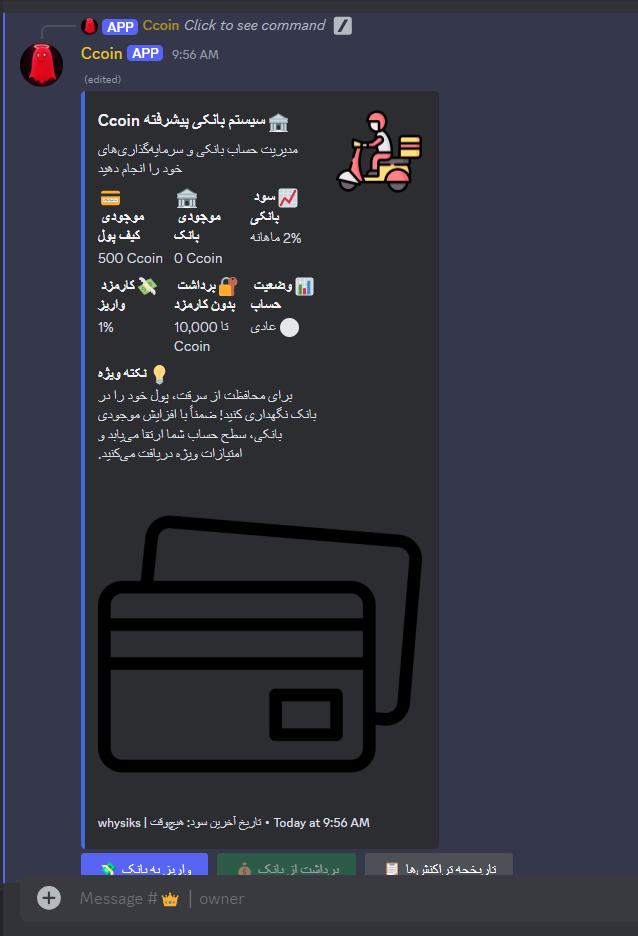 APP Ccoin Click to see command
Ccoin APP 9:56 AM
(edited)
سیستم بانکی پیشرفته Ccoin
مدیریت حساب بانکی و سرمایه‌گذاری‌های
خود را انجام دهید
موجودی
کیف پول
500 Ccoin
موجودی
بانک
0 Ccoin
سود
بانکی
2% ماهانه
کارمزد
واریز
1%
برداشت
بدون کارمزد
تا 10,000
Ccoin
وضعیت
حساب
عادی
نکته ویژه
برای محافظت از سرقت، پول خود را در
بانک نگهداری کنید! ضمناً با افزایش موجودی
بانکی، سطح حساب شما ارتقا می‌یابد و
امتیازات ویژه دریافت می‌کنید.
whysiks | تاریخ آخرین سود: هیچوقت • Today at 9:56 AM
واریز به بانک
برداشت از بانک
تاریخچه تراکنش‌ها
Message # | owner